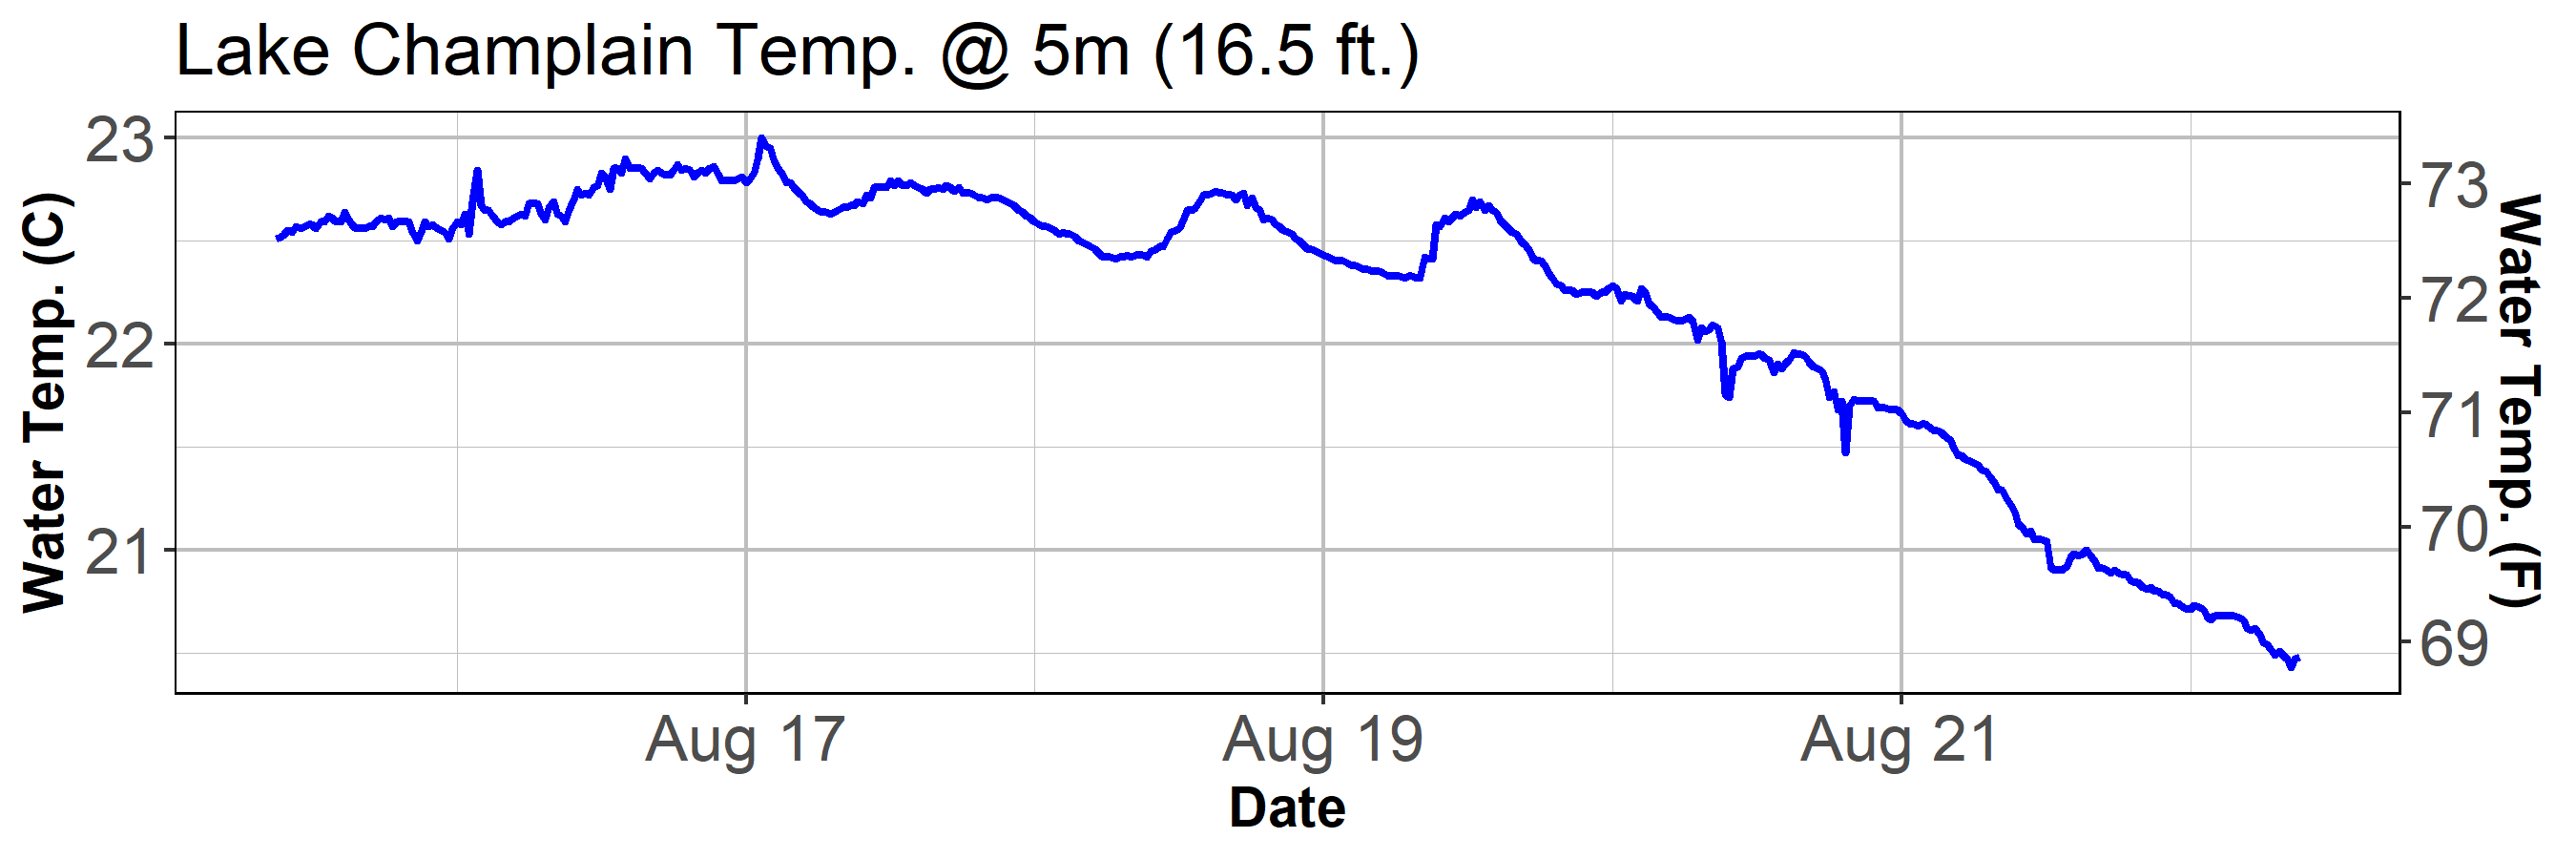 Lake Champlain Temp. @ 5m (16.5 ft.)
Water Temp. (C)
23
22
21
73
72
71
70
69
Water Temp. (F)
Aug 17 Aug 19 Aug 21
Date